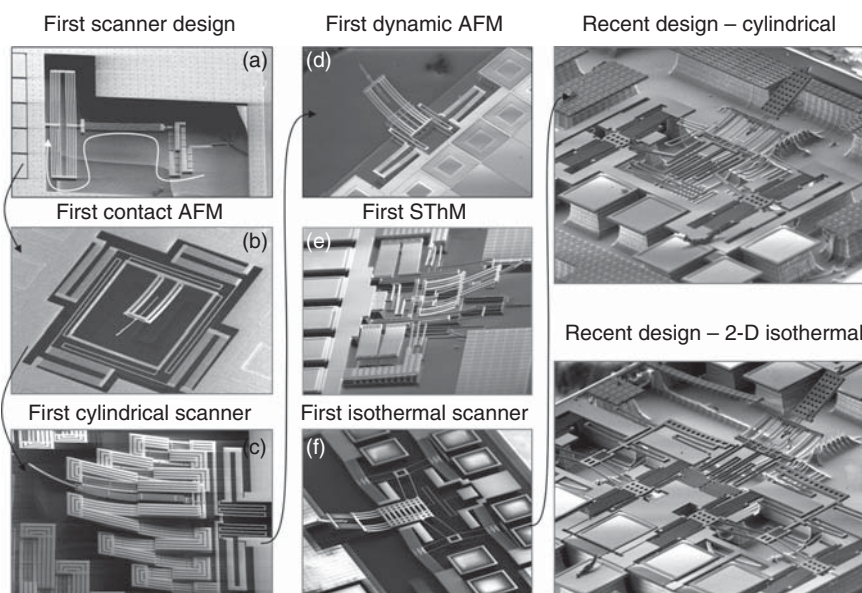 First scanner design
(a)
First contact AFM
(b)
First cylindrical scanner
(c)
First dynamic AFM
(d)
First SThM
(e)
First isothermal scanner
(f)
Recent design – cylindrical
Recent design – 2-D isothermal